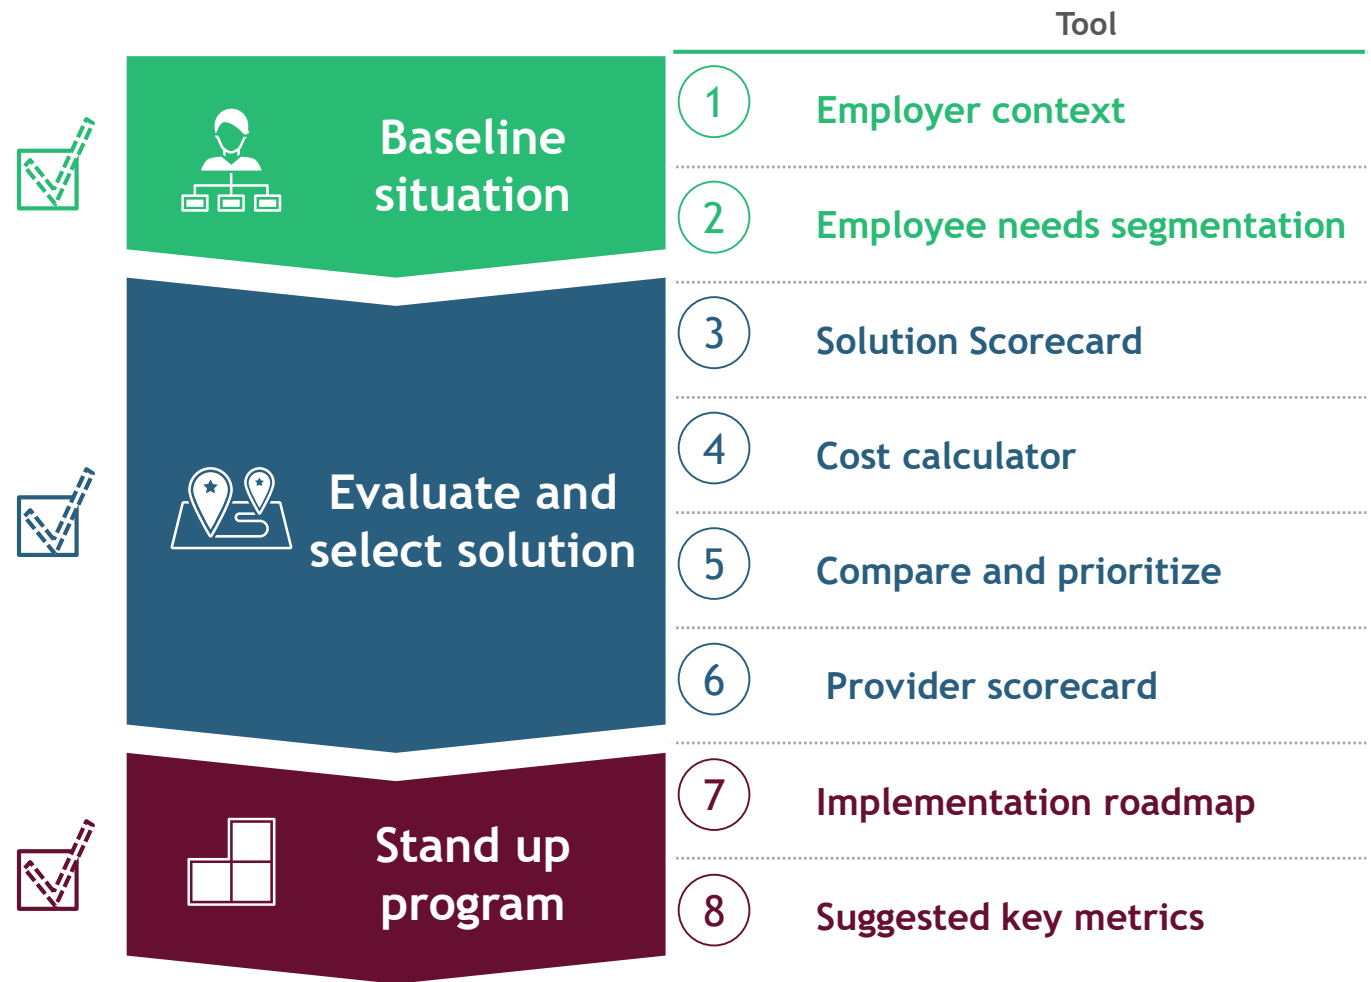 Tool
Baseline
situation
1
Employer context
2
Employee needs segmentation
Evaluate and
select solution
3
Solution Scorecard
4
Cost calculator
5
Compare and prioritize
6
Provider scorecard
Stand up
program
7
Implementation roadmap
8
Suggested key metrics